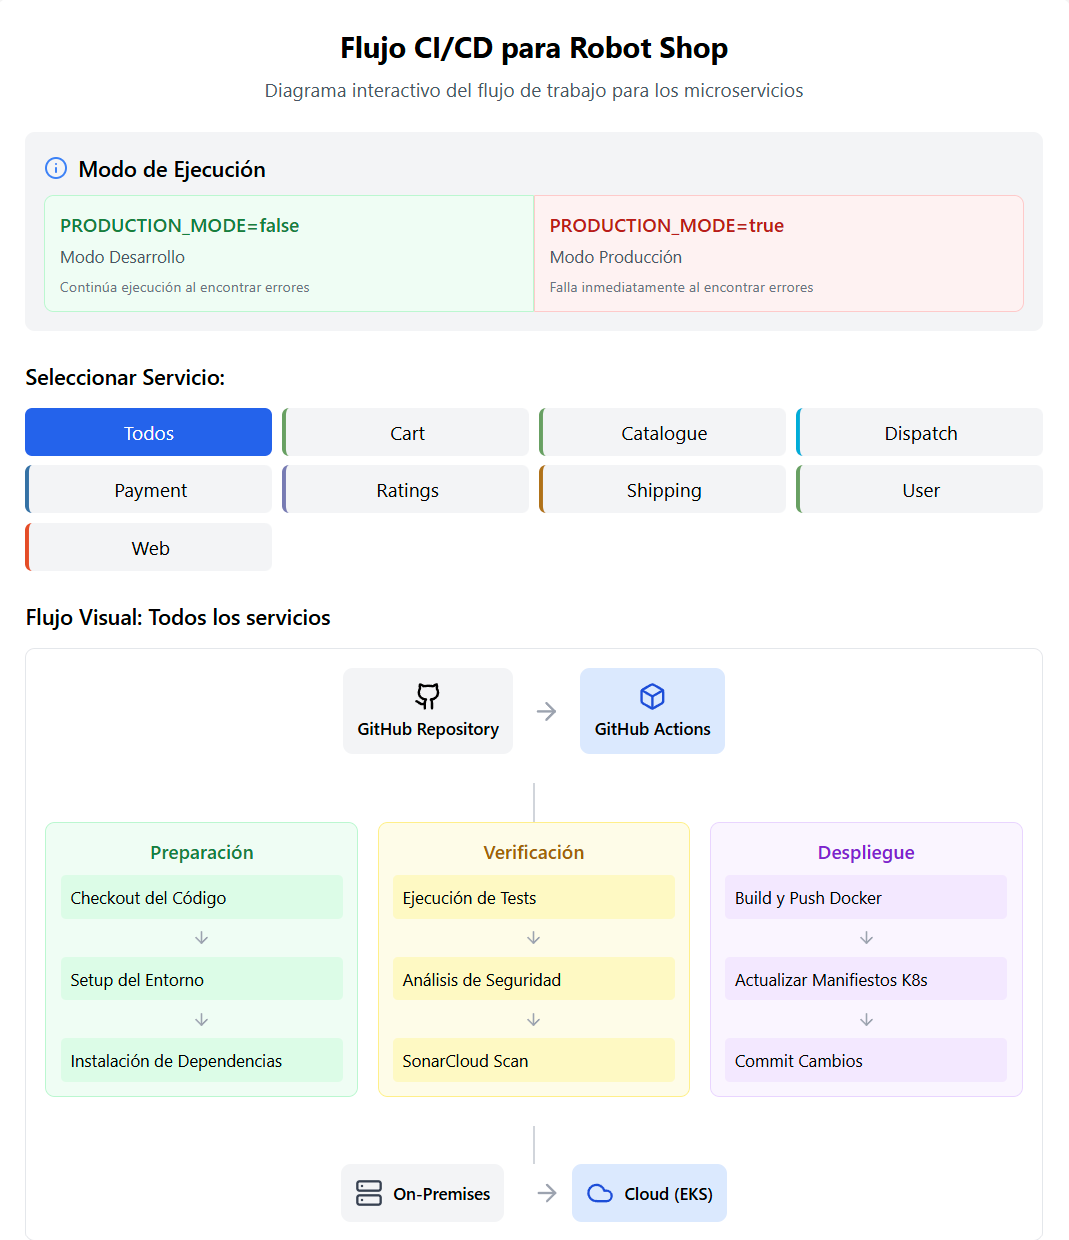 Flujo CI/CD para Robot Shop
Diagrama interactivo del flujo de trabajo para los microservicios
Modo de Ejecución
PRODUCTION_MODE=false
Modo Desarrollo
Continúa ejecución al encontrar errores
PRODUCTION_MODE=true
Modo Producción
Falla inmediatamente al encontrar errores
Seleccionar Servicio:
Todos
Cart
Catalogue
Dispatch
Payment
Ratings
Shipping
User
Web
Flujo Visual: Todos los servicios
GitHub Repository
GitHub Actions
Preparación
Checkout del Código
Setup del Entorno
Instalación de Dependencias
Verificación
Ejecución de Tests
Análisis de Seguridad
SonarCloud Scan
Despliegue
Build y Push Docker
Actualizar Manifiestos K8s
Commit Cambios
On-Premises
Cloud (EKS)